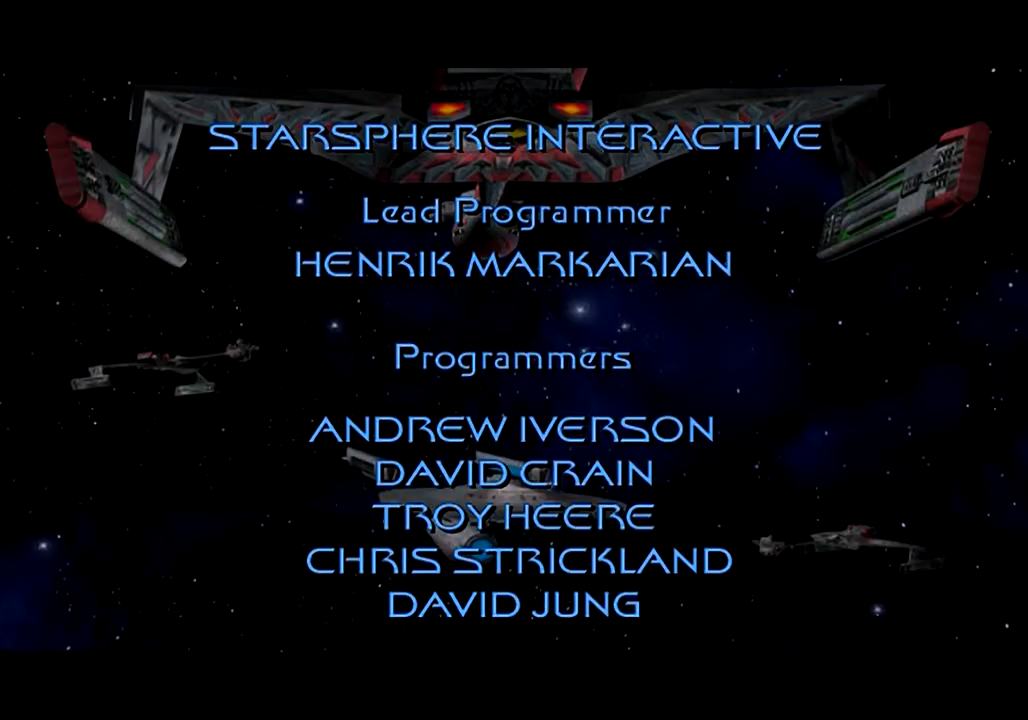 STARSPHERE INTERACTIVE
Lead Programmer
HENRIK MARKARIAN
Programmers
ANDREW IVERSON
DAVID CRAIN
TROY HEERE
CHRIS STRICKLAND
DAVID JUNG